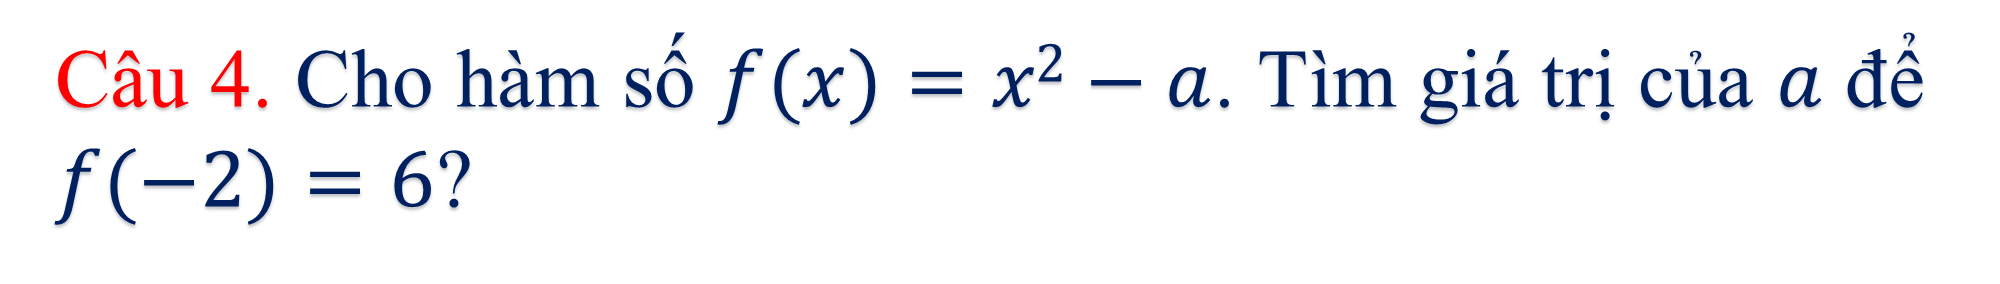 Câu 4. Cho hàm số f(x) = x² − a. Tìm giá trị của a để
f(−2) = 6?